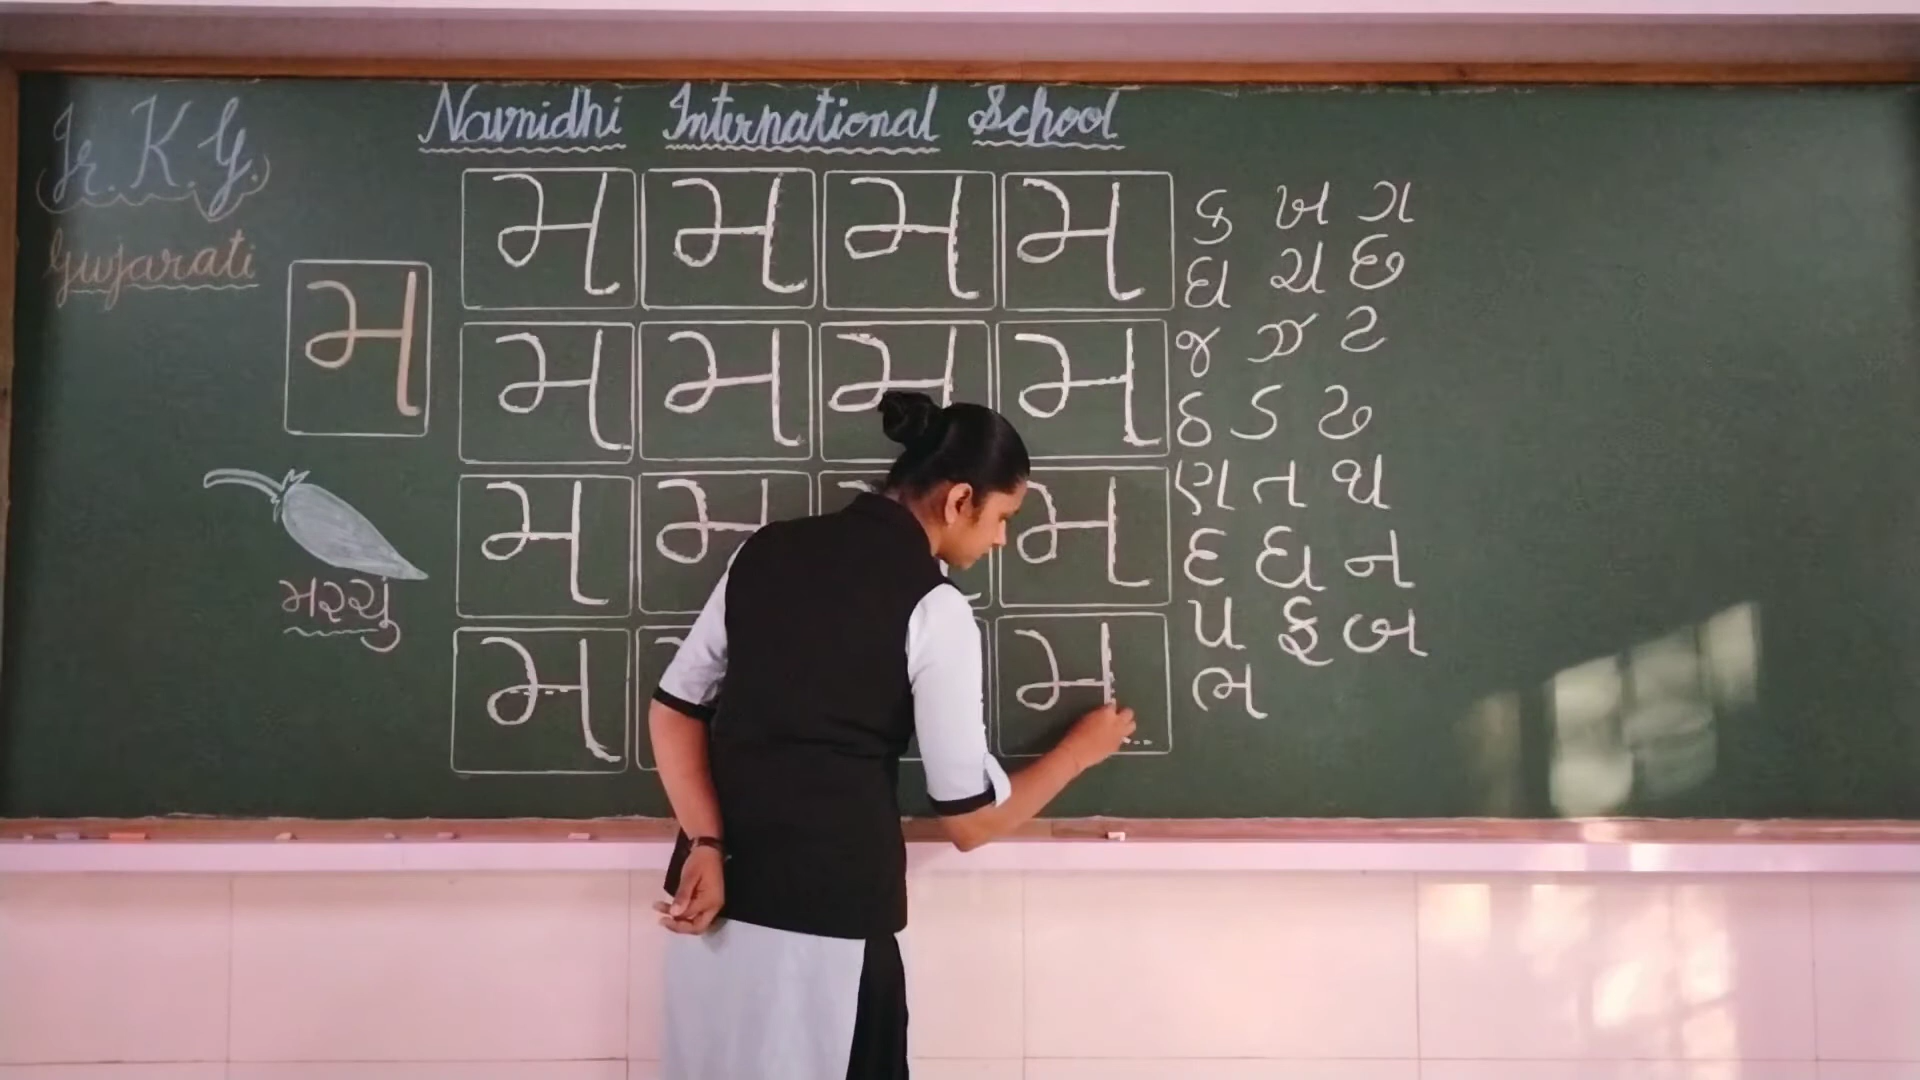 Jr. K.G.
Navnidhi International School
Gujarati
મ
મરચું
મ મ મ મ
મ મ મ મ
મ મ મ
મ મ
ક ખ ગ
ઘ ચ છ
જ ઝ ટ
ઠ ડ ઢ
ણ ત થ
દ ધ ન
પ ફ બ
ભ